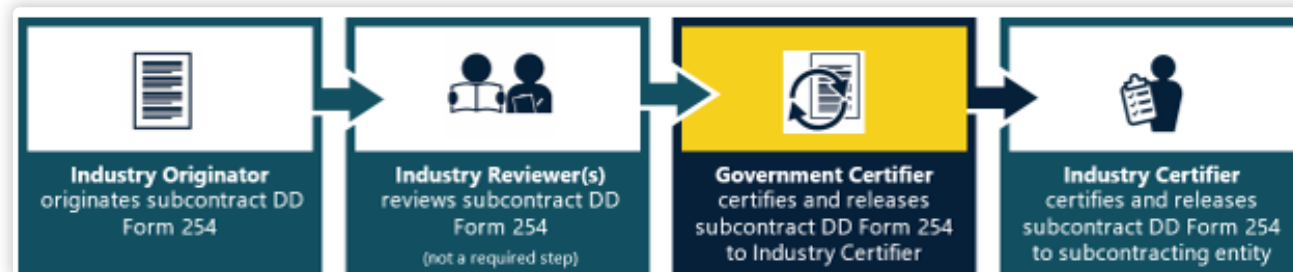 Industry Originator
originates subcontract DD
Form 254
Industry Reviewer(s)
reviews subcontract DD
Form 254
(not a required step)
Government Certifier
certifies and releases
subcontract DD Form 254
to Industry Certifier
Industry Certifier
certifies and releases
subcontract DD Form 254
to subcontracting entity